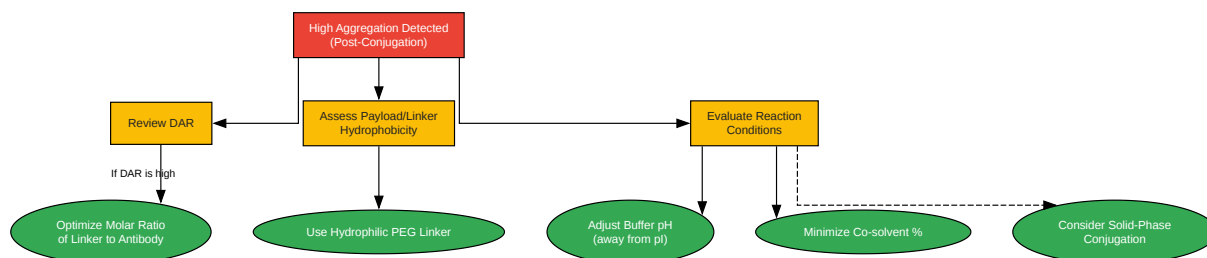 High Aggregation Detected
(Post-Conjugation)
Review DAR
Assess Payload/Linker
Hydrophobicity
Evaluate Reaction
Conditions
If DAR is high
Optimize Molar Ratio
of Linker to Antibody
Use Hydrophilic PEG Linker
Adjust Buffer pH
(away from pI)
Minimize Co-solvent %
Consider Solid-Phase
Conjugation